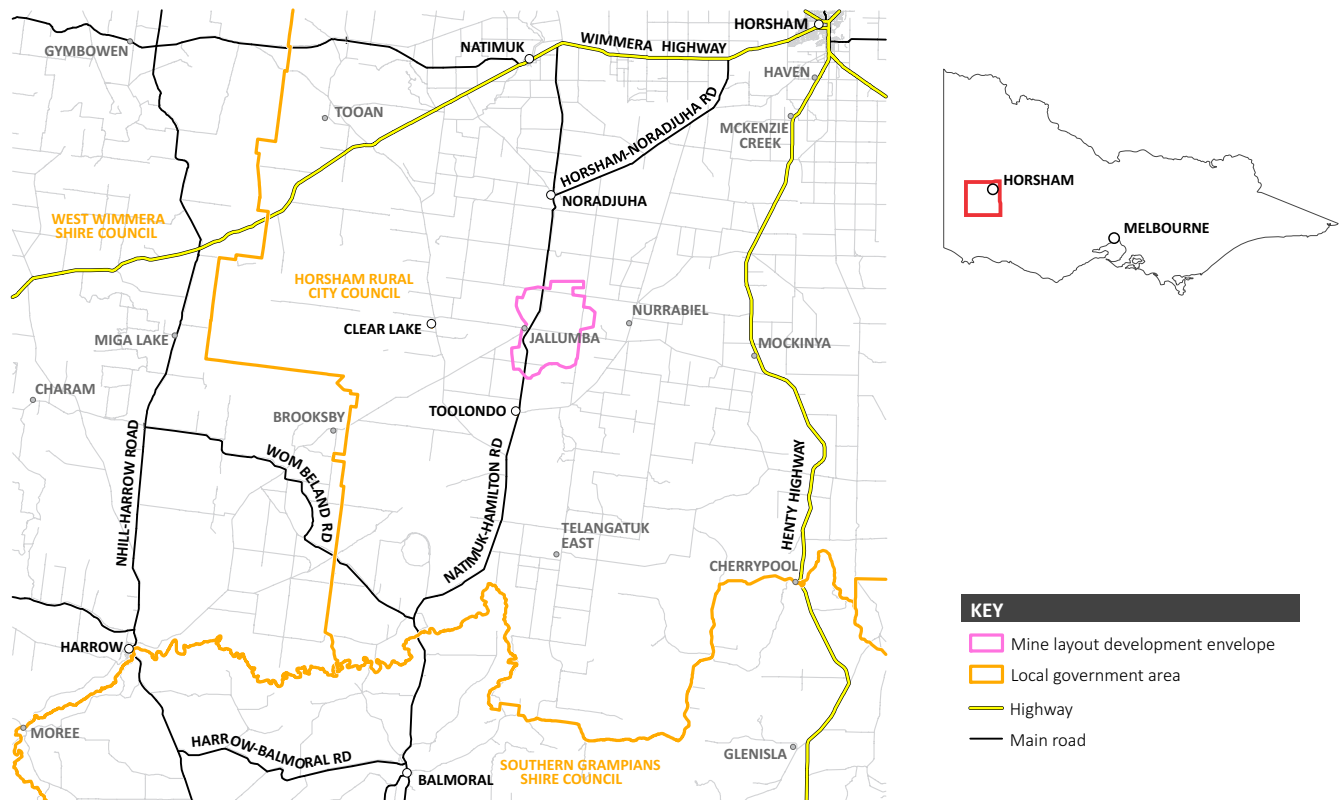 HORSHAM
GYMBOWEN
NATIMUK
WIMMERA HIGHWAY
HAVEN
TOOAN
HORSHAM-NORADJUHA RD
MCKENZIE
CREEK
NORADJUHA
WEST WIMMERA
SHIRE COUNCIL
HORSHAM RURAL
CITY COUNCIL
NURRABIEL
CLEAR LAKE
JALLUMBA
MIGA LAKE
MOCKINYA
CHARAM
BROOKSBY
TOOLONDO
NHILL-HARROW ROAD
WOMBELAND RD
NATIMUK-HAMILTON RD
HENTY HIGHWAY
TELANGATUK
EAST
CHERRYPOOL
HARROW
MOREE
HARROW-BALMORAL RD
GLENISLA
SOUTHERN GRAMPIANS
SHIRE COUNCIL
BALMORAL
HORSHAM
MELBOURNE
KEY
Mine layout development envelope
Local government area
Highway
Main road